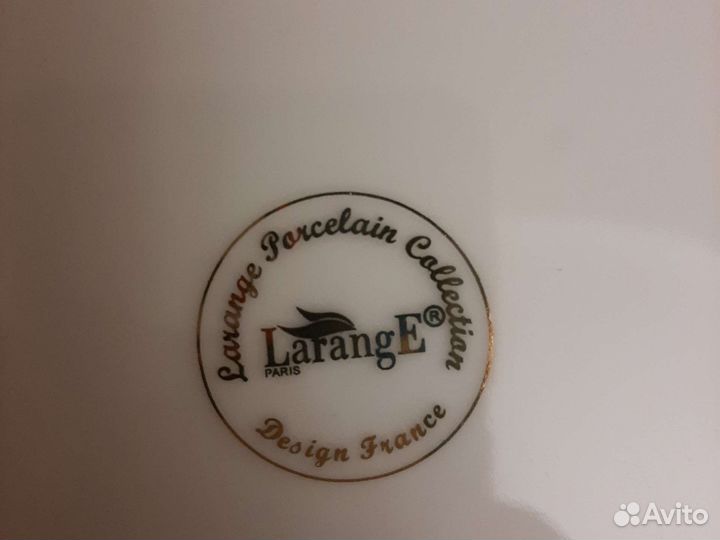 Larange Porcelain Collection
LarangE®
PARIS
Design France
Avito